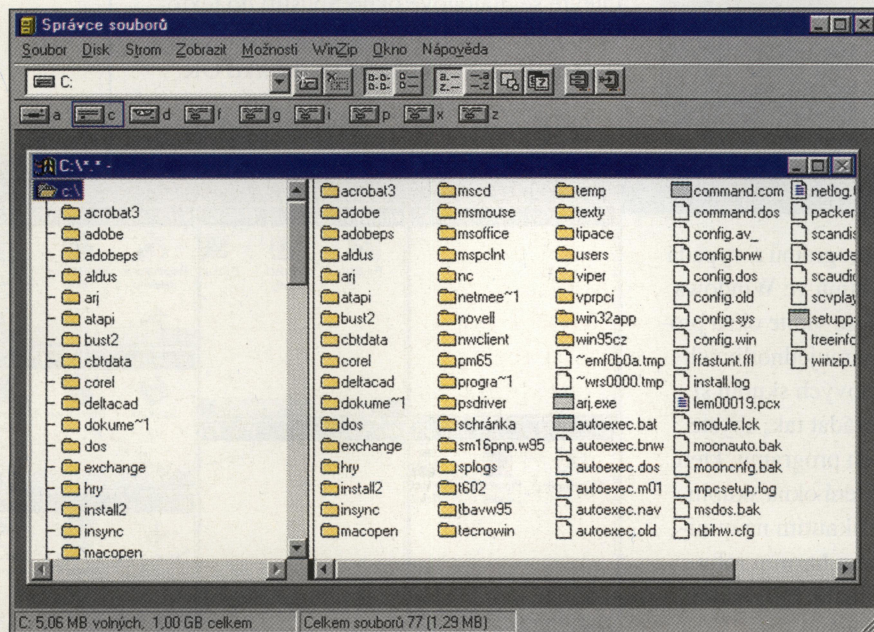 Správce souborů
Soubor Disk Strom Zobrazit Možnosti WinZip Okno Nápověda
C:
a c d f g i p x z
C:\*.* -
c:\
acrobat3
adobe
adobeps
aldus
arj
atapi
bust2
cbtdata
corel
deltacad
dokume~1
dos
exchange
hry
install2
insync
macopen
acrobat3
adobe
adobeps
aldus
arj
atapi
bust2
cbtdata
corel
deltacad
dokume~1
dos
exchange
hry
install2
insync
macopen
mscd
msmouse
msoffice
mspclnt
nc
netmee~1
novell
nwclient
pm65
progra~1
psdriver
schránka
sm16pnp.w95
splogs
t602
tbavw95
tecnowin
temp
texty
tipace
users
viper
vprpci
win32app
win95cz
~emf0b0a.tmp
~wrs0000.tmp
arj.exe
autoexec.bat
autoexec.brw
autoexec.dos
autoexec.m01
autoexec.nav
autoexec.old
command.com
command.dos
config.av_
config.bnw
config.dos
config.old
config.sys
config.win
ffastunt.ffl
install.log
lem00019.pcx
module.lck
moonauto.bak
mooncnfg.bak
mpcsetup.log
msdos.bak
nbihw.cfg
netlog.
packer
scandis
scauda
scaudio
scvplay
setupp
treeinfo
winzip.
C: 5,06 MB volných, 1,00 GB celkem
Celkem souborů 77 (1,29 MB)